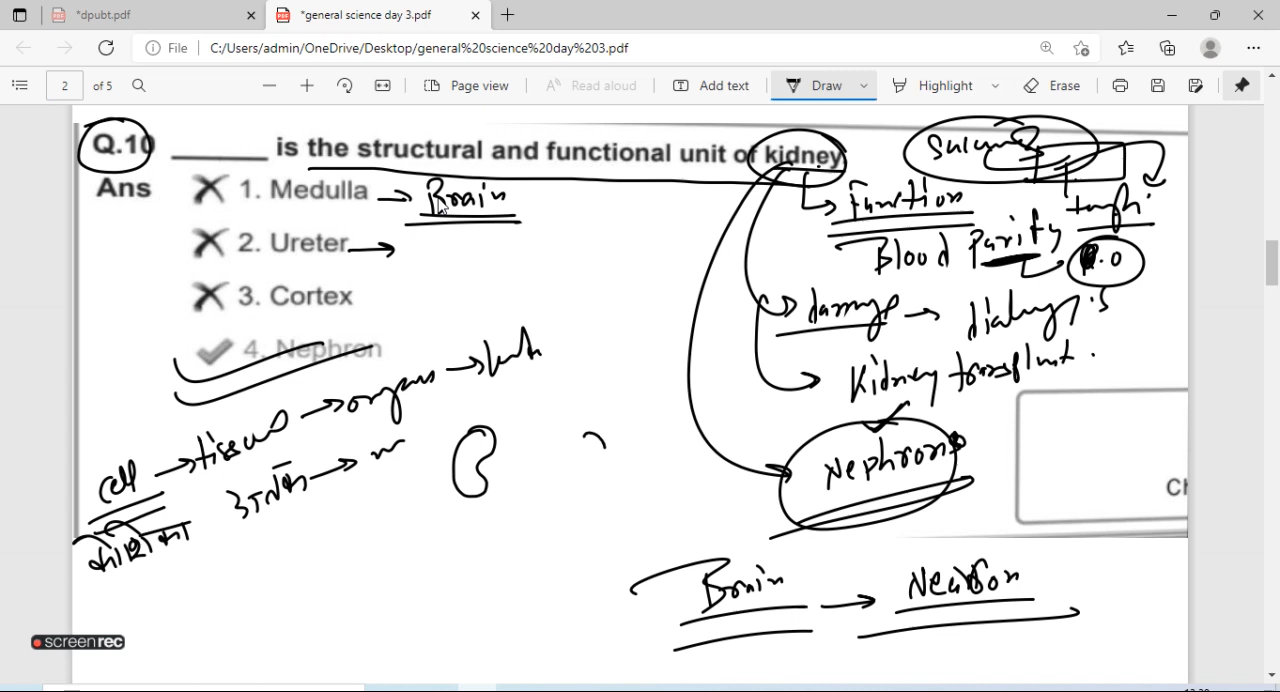 *dpubt.pdf
*general science day 3.pdf
File C:/Users/admin/OneDrive/Desktop/general%20science%20day%203.pdf
2 of 5
Page view
Read aloud
Add text
Draw
Highlight
Erase
Q.10 ______ is the structural and functional unit of kidney
Ans 1. Medulla → Brain
2. Ureter →
3. Cortex
4. Nephron
Function
Blood Purity
damage → dialysis
Kidney transplant.
Nephrons
cell → tissues → organs →
कोशिका ऊतक →
Brain → Neuron
screenrec